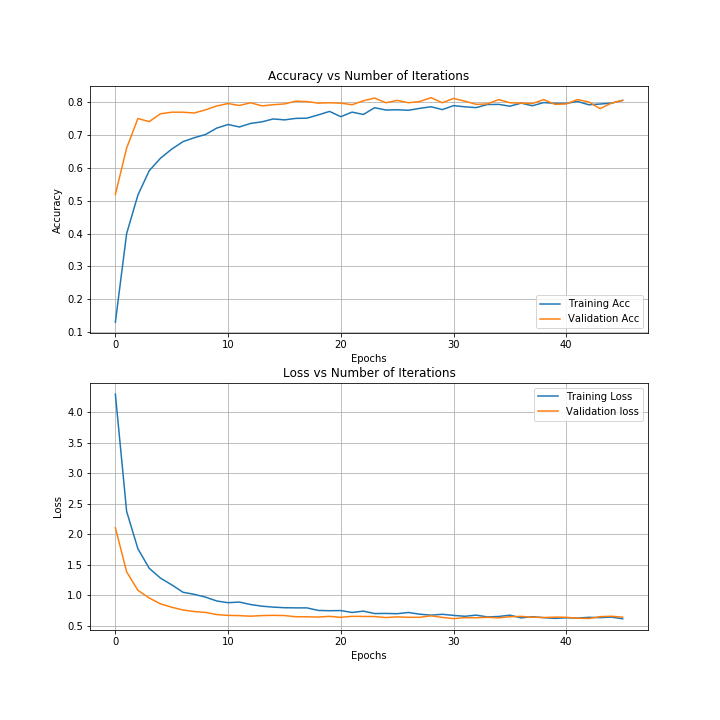 Accuracy vs Number of Iterations
0.8
0.7
0.6
0.5
0.4
0.3
0.2
0.1
Accuracy
Training Acc
Validation Acc
0 10 20 30 40
Epochs
Loss vs Number of Iterations
4.0
3.5
3.0
2.5
2.0
1.5
1.0
0.5
Loss
Training Loss
Validation loss
0 10 20 30 40
Epochs